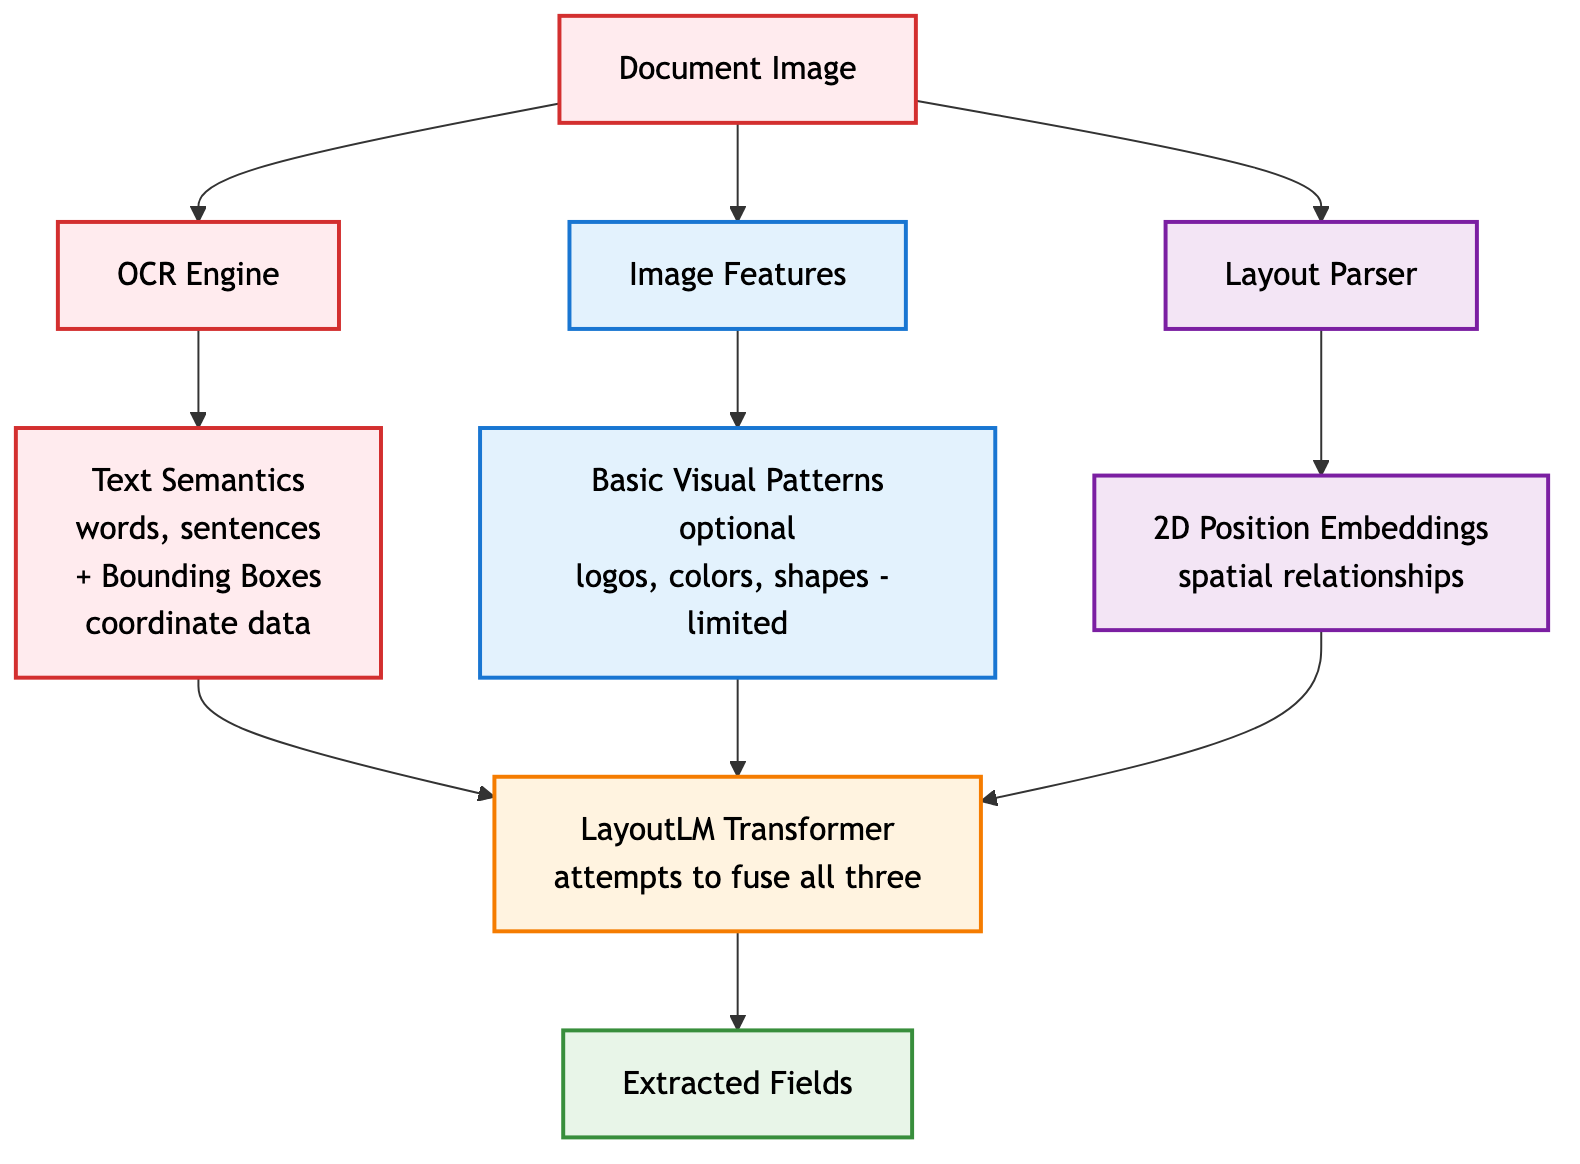 Document Image
OCR Engine
Image Features
Layout Parser
Text Semantics
words, sentences
+ Bounding Boxes
coordinate data
Basic Visual Patterns
optional
logos, colors, shapes -
limited
2D Position Embeddings
spatial relationships
LayoutLM Transformer
attempts to fuse all three
Extracted Fields